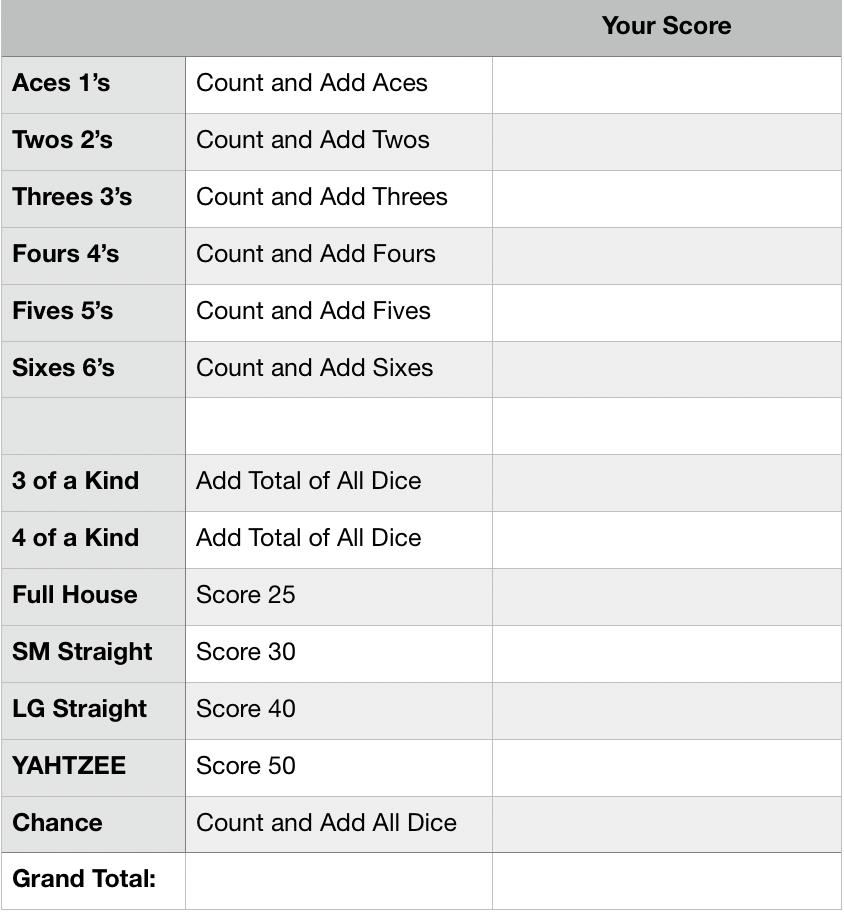 Your Score
Aces 1’s Count and Add Aces
Twos 2’s Count and Add Twos
Threes 3’s Count and Add Threes
Fours 4’s Count and Add Fours
Fives 5’s Count and Add Fives
Sixes 6’s Count and Add Sixes
3 of a Kind Add Total of All Dice
4 of a Kind Add Total of All Dice
Full House Score 25
SM Straight Score 30
LG Straight Score 40
YAHTZEE Score 50
Chance Count and Add All Dice
Grand Total: